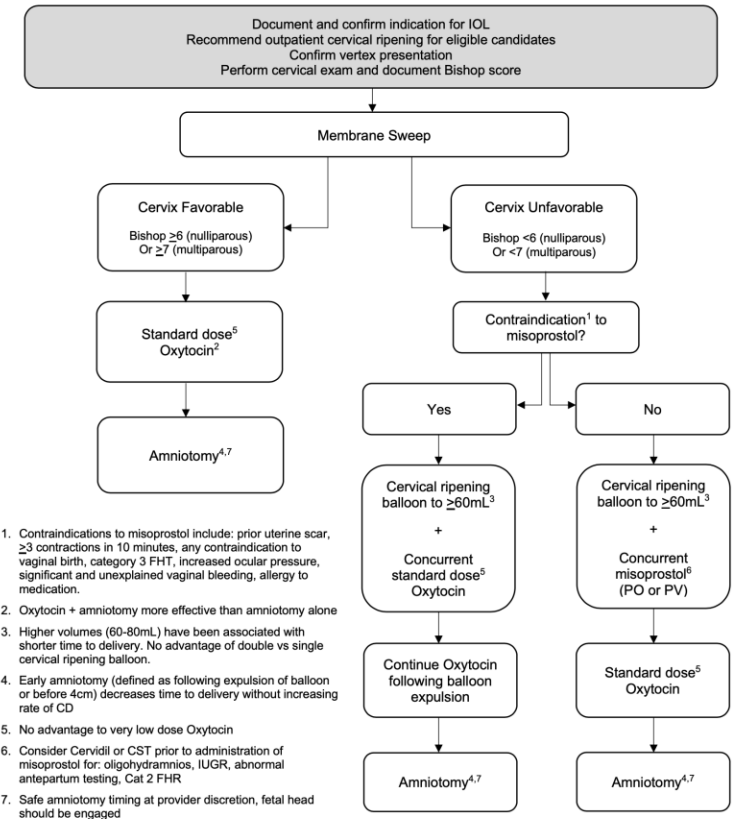 Document and confirm indication for IOL
Recommend outpatient cervical ripening for eligible candidates
Confirm vertex presentation
Perform cervical exam and document Bishop score
Membrane Sweep
Cervix Favorable
Bishop ≥6 (nulliparous)
Or ≥7 (multiparous)
Cervix Unfavorable
Bishop <6 (nulliparous)
Or <7 (multiparous)
Standard dose⁵
Oxytocin²
Contraindication¹ to
misoprostol?
Amniotomy⁴,⁷
Yes
No
Cervical ripening
balloon to ≥60mL³
+
Concurrent
standard dose⁵
Oxytocin
Cervical ripening
balloon to ≥60mL³
+
Concurrent
misoprostol⁶
(PO or PV)
Continue Oxytocin
following balloon
expulsion
Standard dose⁵
Oxytocin
Amniotomy⁴,⁷
Amniotomy⁴,⁷
1. Contraindications to misoprostol include: prior uterine scar,
≥3 contractions in 10 minutes, any contraindication to
vaginal birth, category 3 FHT, increased ocular pressure,
significant and unexplained vaginal bleeding, allergy to
medication.
2. Oxytocin + amniotomy more effective than amniotomy alone
3. Higher volumes (60-80mL) have been associated with
shorter time to delivery. No advantage of double vs single
cervical ripening balloon.
4. Early amniotomy (defined as following expulsion of balloon
or before 4cm) decreases time to delivery without increasing
rate of CD
5. No advantage to very low dose Oxytocin
6. Consider Cervidil or CST prior to administration of
misoprostol for: oligohydramnios, IUGR, abnormal
antepartum testing, Cat 2 FHR
7. Safe amniotomy timing at provider discretion, fetal head
should be engaged